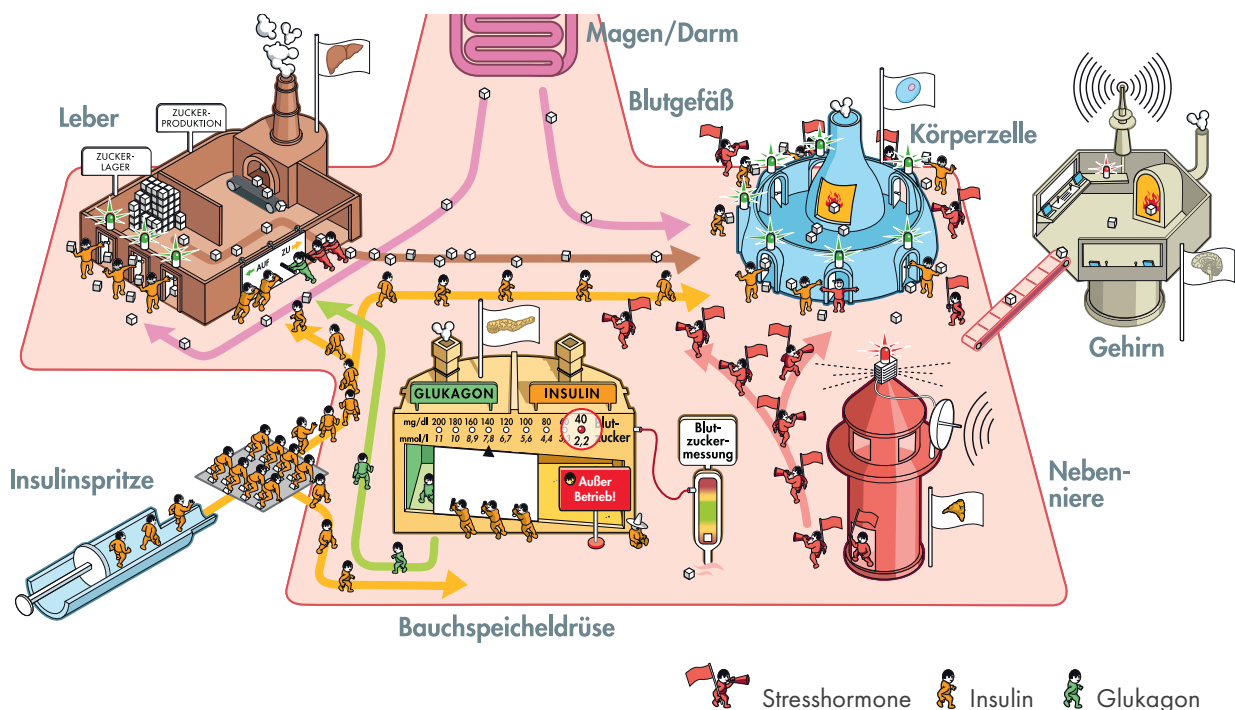 Magen/Darm
Blutgefäß
Leber
ZUCKER-
PRODUKTION
ZUCKER-
LAGER
AUF ZU
Körperzelle
Gehirn
GLUKAGON
INSULIN
mg/dl 200 180 160 140 120 100 80 40 Blut-
mmol/l 11 10 8,9 7,8 6,7 5,6 4,4 2,2 zucker
Außer
Betrieb!
Blut-
zucker-
messung
Neben-
niere
Insulinspritze
Bauchspeicheldrüse
Stresshormone
Insulin
Glukagon